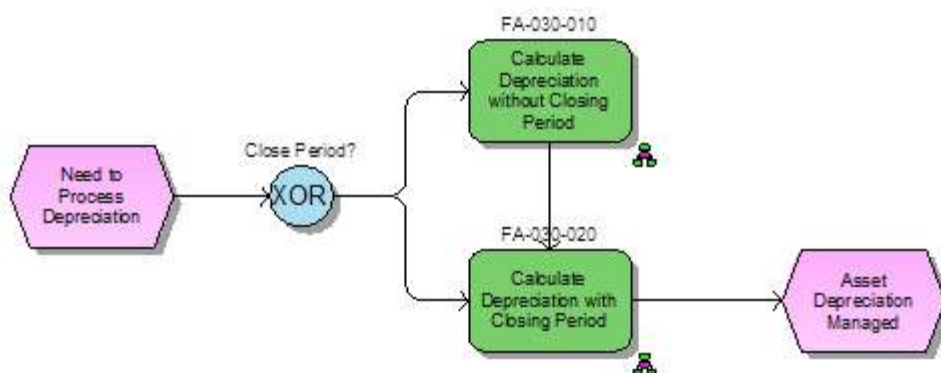 FA-030-010
Calculate
Depreciation
without Closing
Period
Close Period?
Need to
Process
Depreciation
XOR
FA-030-020
Calculate
Depreciation with
Closing Period
Asset
Depreciation
Managed